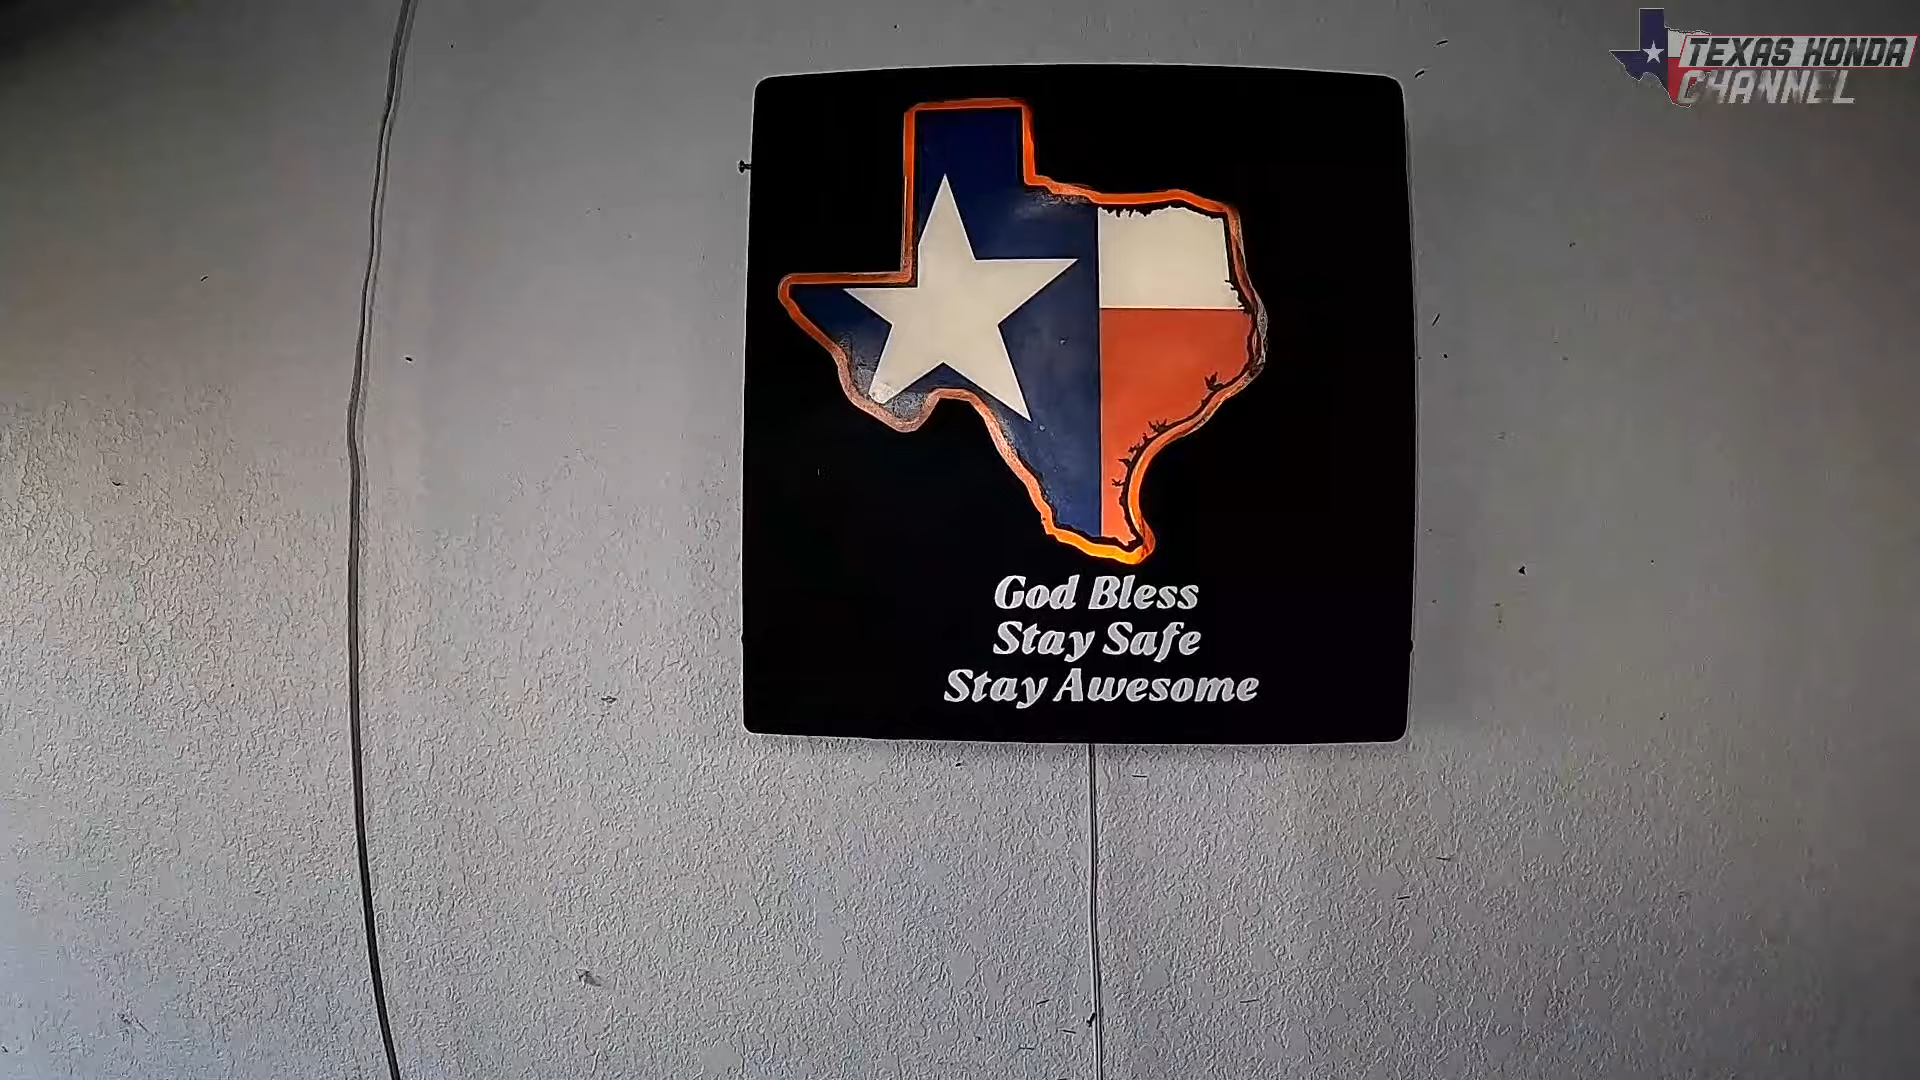 TEXAS HONDA
CHANNEL
God Bless
Stay Safe
Stay Awesome